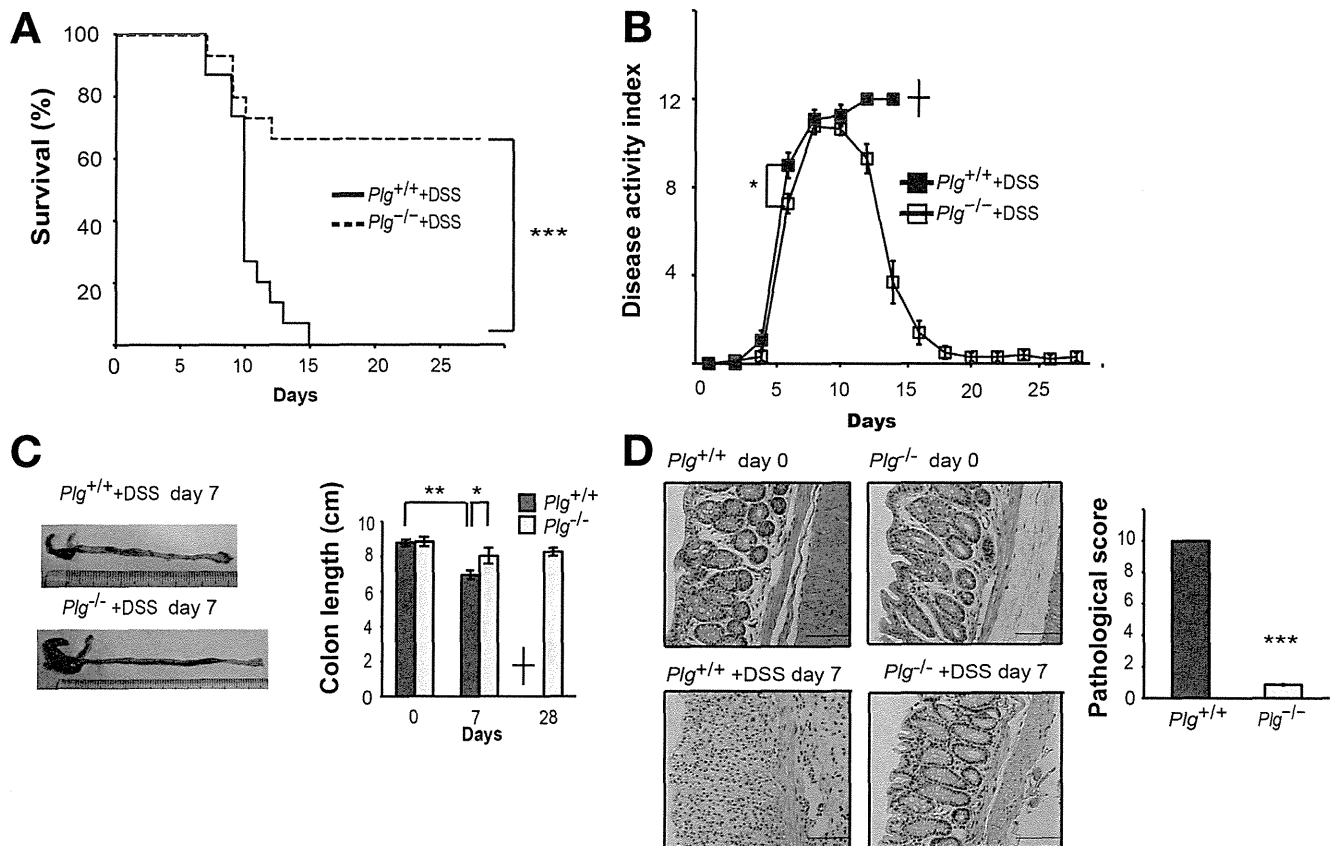 A
Survival (%)
100
80
60
40
20
0
5
10
15
20
25
Days
Plg+/++DSS
Plg−/−+DSS
***
B
Disease activity index
12
8
4
0
5
10
15
20
25
Days
*
Plg+/++DSS
Plg−/−+DSS
C
Plg+/++DSS day 7
Plg−/− +DSS day 7
Colon length (cm)
10
8
6
4
2
0
0
7
28
Days
**
*
Plg+/+
Plg-/-
D
Plg+/+ day 0
Plg-/- day 0
Plg+/+ +DSS day 7
Plg-/- +DSS day 7
Pathological score
10
8
6
4
2
0
***
Plg+/+
Plg−/−